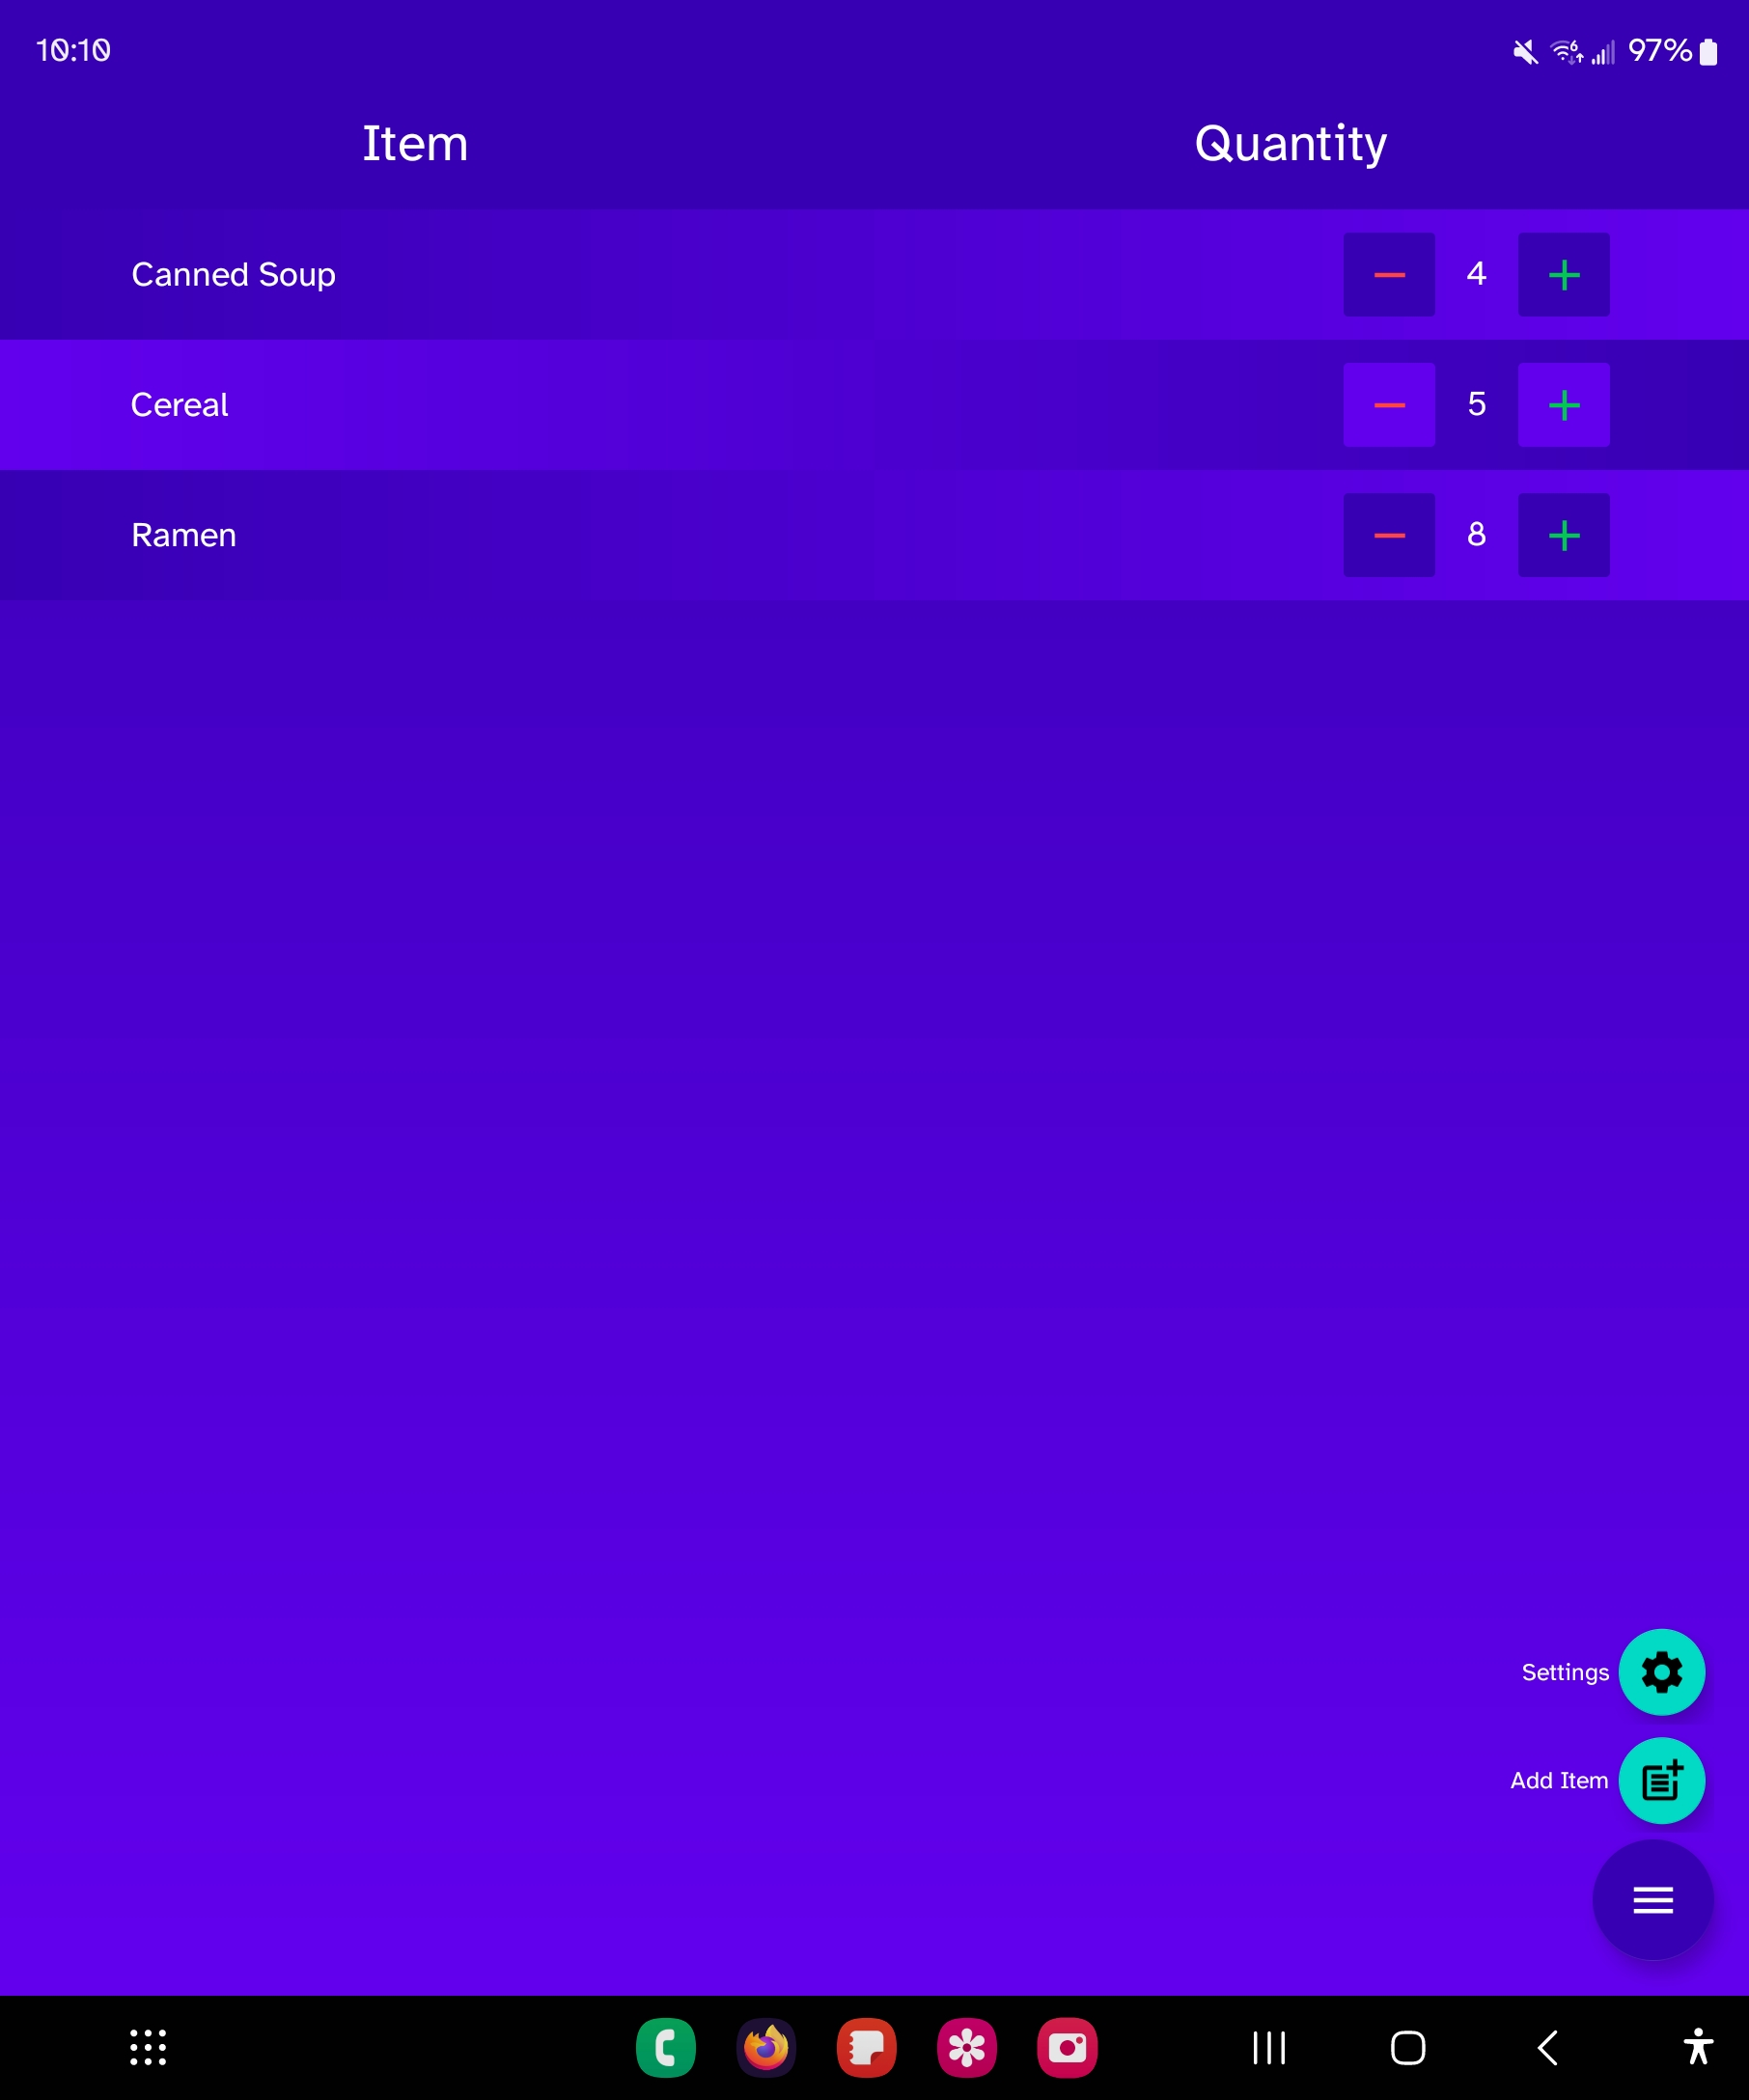 10:10 97%
Item Quantity
Canned Soup 4
Cereal 5
Ramen 8
Settings
Add Item